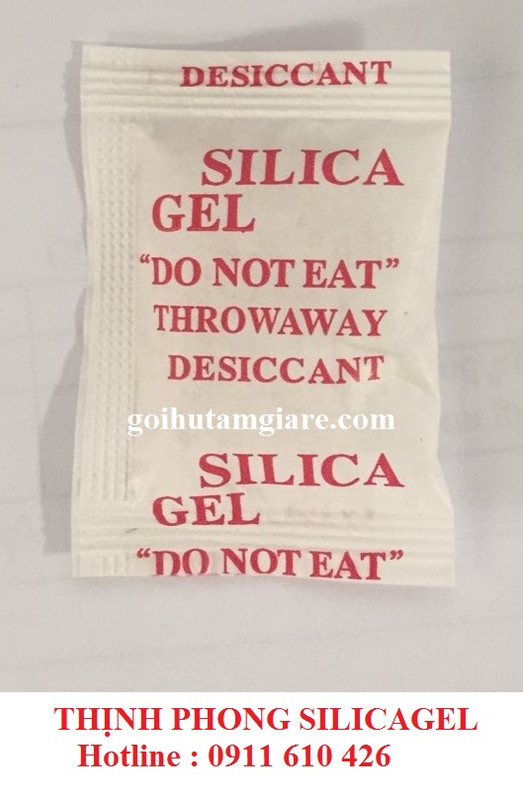 DESICCANT
SILICA
GEL
“DO NOT EAT”
THROWAWAY
DESICCANT
goihutamgiare.com
SILICA
GEL
“DO NOT EAT”
THỊNH PHONG SILICAGEL
Hotline : 0911 610 426